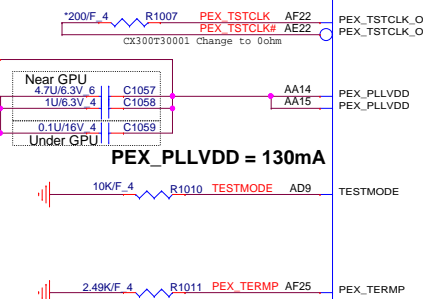 *200/F_4 R1007 PEX_TSTCLK AF22 PEX_TSTCLK_O
PEX_TSTCLK# AE22 PEX_TSTCLK_O
CX300T30001 Change to 0ohm
Near GPU
4.7U/6.3V_6 C1057 AA14 PEX_PLLVDD
1U/6.3V_4 C1058 AA15 PEX_PLLVDD
0.1U/16V_4 C1059
Under GPU
PEX_PLLVDD = 130mA
10K/F_4 R1010 TESTMODE AD9 TESTMODE
2.49K/F_4 R1011 PEX_TERMP AF25 PEX_TERMP